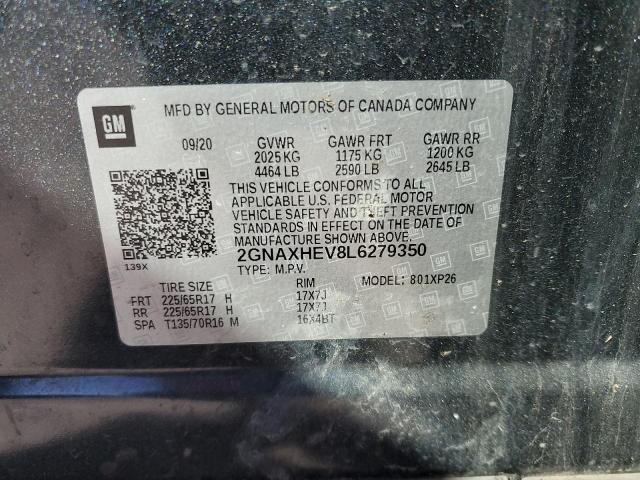 GM
MFD BY GENERAL MOTORS OF CANADA COMPANY
09/20 GVWR GAWR FRT GAWR RR
2025 KG 1175 KG 1200 KG
4464 LB 2590 LB 2645 LB
THIS VEHICLE CONFORMS TO ALL
APPLICABLE U.S. FEDERAL MOTOR
VEHICLE SAFETY AND THEFT PREVENTION
STANDARDS IN EFFECT ON THE DATE OF
MANUFACTURE SHOWN ABOVE.
2GNAXHEV8L6279350
139X
TYPE: M.P.V. MODEL: 801XP26
TIRE SIZE RIM
FRT 225/65R17 H 17X7J
RR 225/65R17 H 17X7J
SPA T135/70R16 M 16X4BT